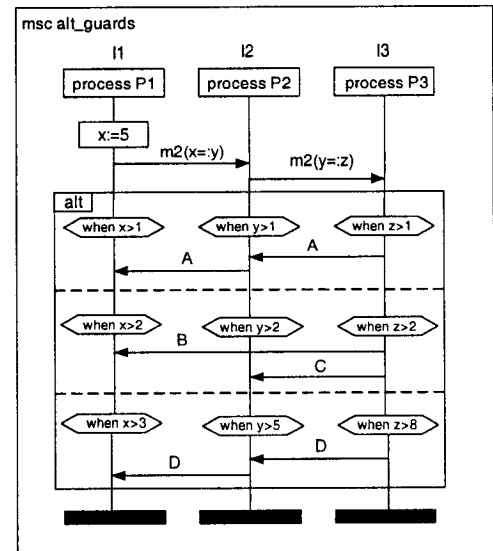 msc alt_guards
I1 I2 I3
process P1 process P2 process P3
x:=5
m2(x=:y)
m2(y=:z)
alt
when x>1 when y>1 when z>1
A
A
when x>2 when y>2 when z>2
B
C
when x>3 when y>5 when z>8
D
D